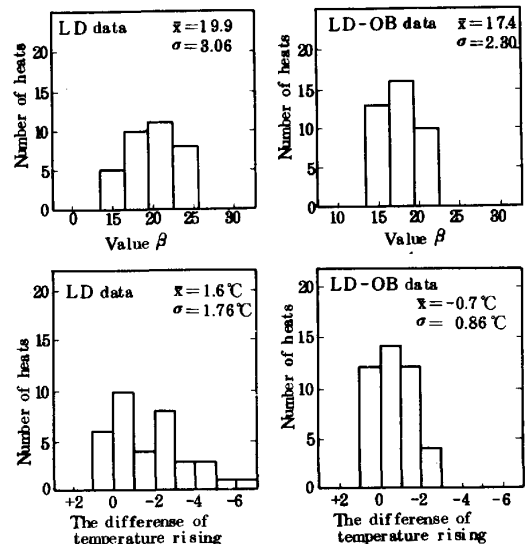 LD data x̄=19.9
σ=3.06
Number of heats
20
15
10
5
0
0 15 20 25 30
Value β
LD-OB data x̄=17.4
σ=2.30
Number of heats
20
15
10
5
0
10 15 20 25 30
Value β
LD data x̄=1.6℃
σ=1.76℃
Number of heats
20
15
10
5
0
+2 0 -2 -4 -6
The differense of
temperature rising
LD-OB data
x̄=-0.7℃
σ= 0.86℃
Number of heats
20
15
10
5
0
+2 0 -2 -4 -6
The differense of
temperature rising